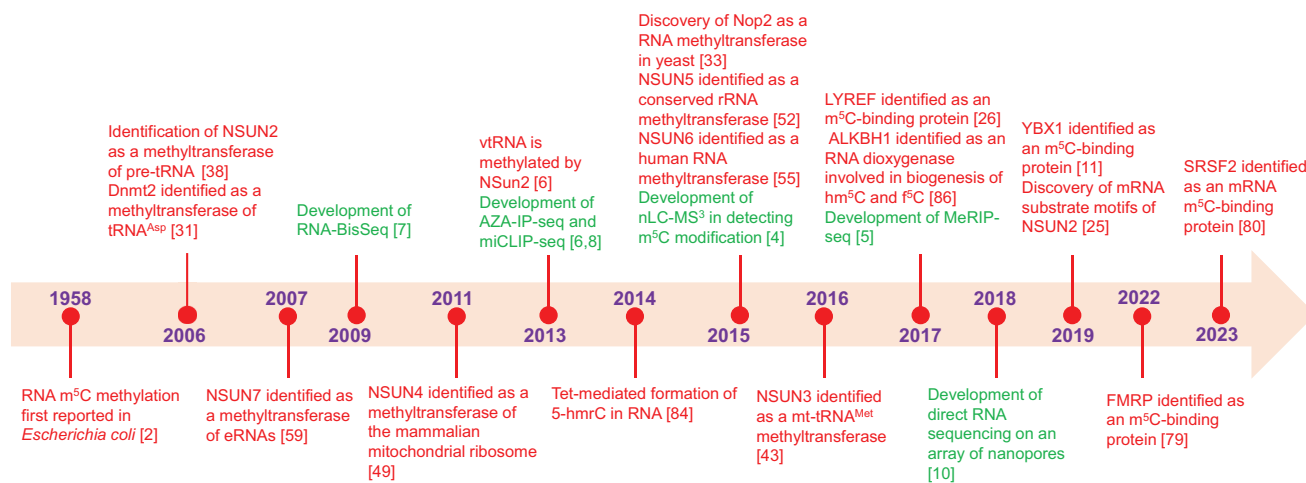 Identification of NSUN2
as a methyltransferase
of pre-tRNA [38]
Dnmt2 identified as a
methyltransferase of
tRNAᴬˢᵖ [31]
Development of
RNA-BisSeq [7]
vtRNA is
methylated by
NSun2 [6]
Development of
AZA-IP-seq and
miCLIP-seq [6,8]
Discovery of Nop2 as a
RNA methyltransferase
in yeast [33]
NSUN5 identified as a
conserved rRNA
methyltransferase [52]
NSUN6 identified as a
human RNA
methyltransferase [55]
Development of
nLC-MS³ in detecting
m⁵C modification [4]
LYREF identified as an
m⁵C-binding protein [26]
ALKBH1 identified as an
RNA dioxygenase
involved in biogenesis of
hm⁵C and f⁵C [86]
Development of MeRIP-
seq [5]
YBX1 identified as
an m⁵C-binding
protein [11]
Discovery of mRNA
substrate motifs of
NSUN2 [25]
SRSF2 identified
as an mRNA
m⁵C-binding
protein [80]
1958
2006
2007
2009
2011
2013
2014
2015
2016
2017
2018
2019
2022
2023
RNA m⁵C methylation
first reported in
Escherichia coli [2]
NSUN7 identified as
a methyltransferase
of eRNAs [59]
NSUN4 identified as a
methyltransferase of
the mammalian
mitochondrial ribosome
[49]
Tet-mediated formation of
5-hmrC in RNA [84]
NSUN3 identified
as a mt-tRNAᴹᵉᵗ
methyltransferase
[43]
Development of
direct RNA
sequencing on an
array of nanopores
[10]
FMRP identified as
an m⁵C-binding
protein [79]